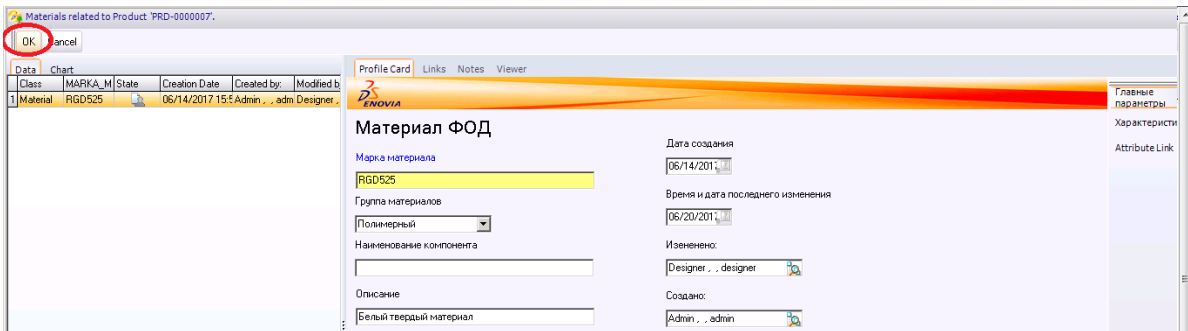 Materials related to Product 'PRD-0000007'.
OK Cancel
Data Chart
Class MARKA_M State Creation Date Created by: Modified b
1 Material RGD525 06/14/2017 15:5 Admin , , adm Designer ,
Profile Card Links Notes Viewer
ENOVIA
Материал ФОД
Марка материала
RGD525
Группа материалов
Полимерный
Наименование компонента
Описание
Белый твердый материал
Дата создания
06/14/2017
Время и дата последнего изменения
06/20/2017
Изененено:
Designer , , designer
Создано:
Admin , , admin
Главные
параметры
Характеристи
Attribute Link